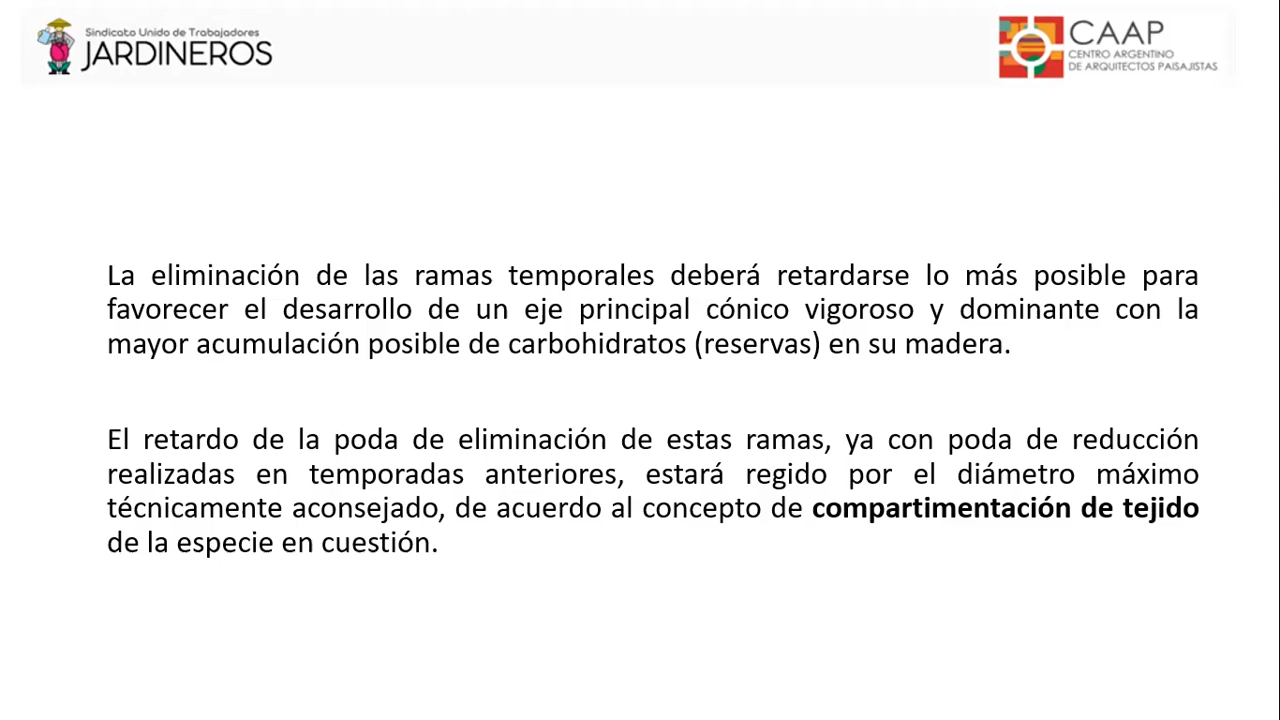 Sindicato Unido de Trabajadores
JARDINEROS
CAAP
CENTRO ARGENTINO
DE ARQUITECTOS PAISAJISTAS
La eliminación de las ramas temporales deberá retardarse lo más posible para
favorecer el desarrollo de un eje principal cónico vigoroso y dominante con la
mayor acumulación posible de carbohidratos (reservas) en su madera.
El retardo de la poda de eliminación de estas ramas, ya con poda de reducción
realizadas en temporadas anteriores, estará regido por el diámetro máximo
técnicamente aconsejado, de acuerdo al concepto de compartimentación de tejido
de la especie en cuestión.